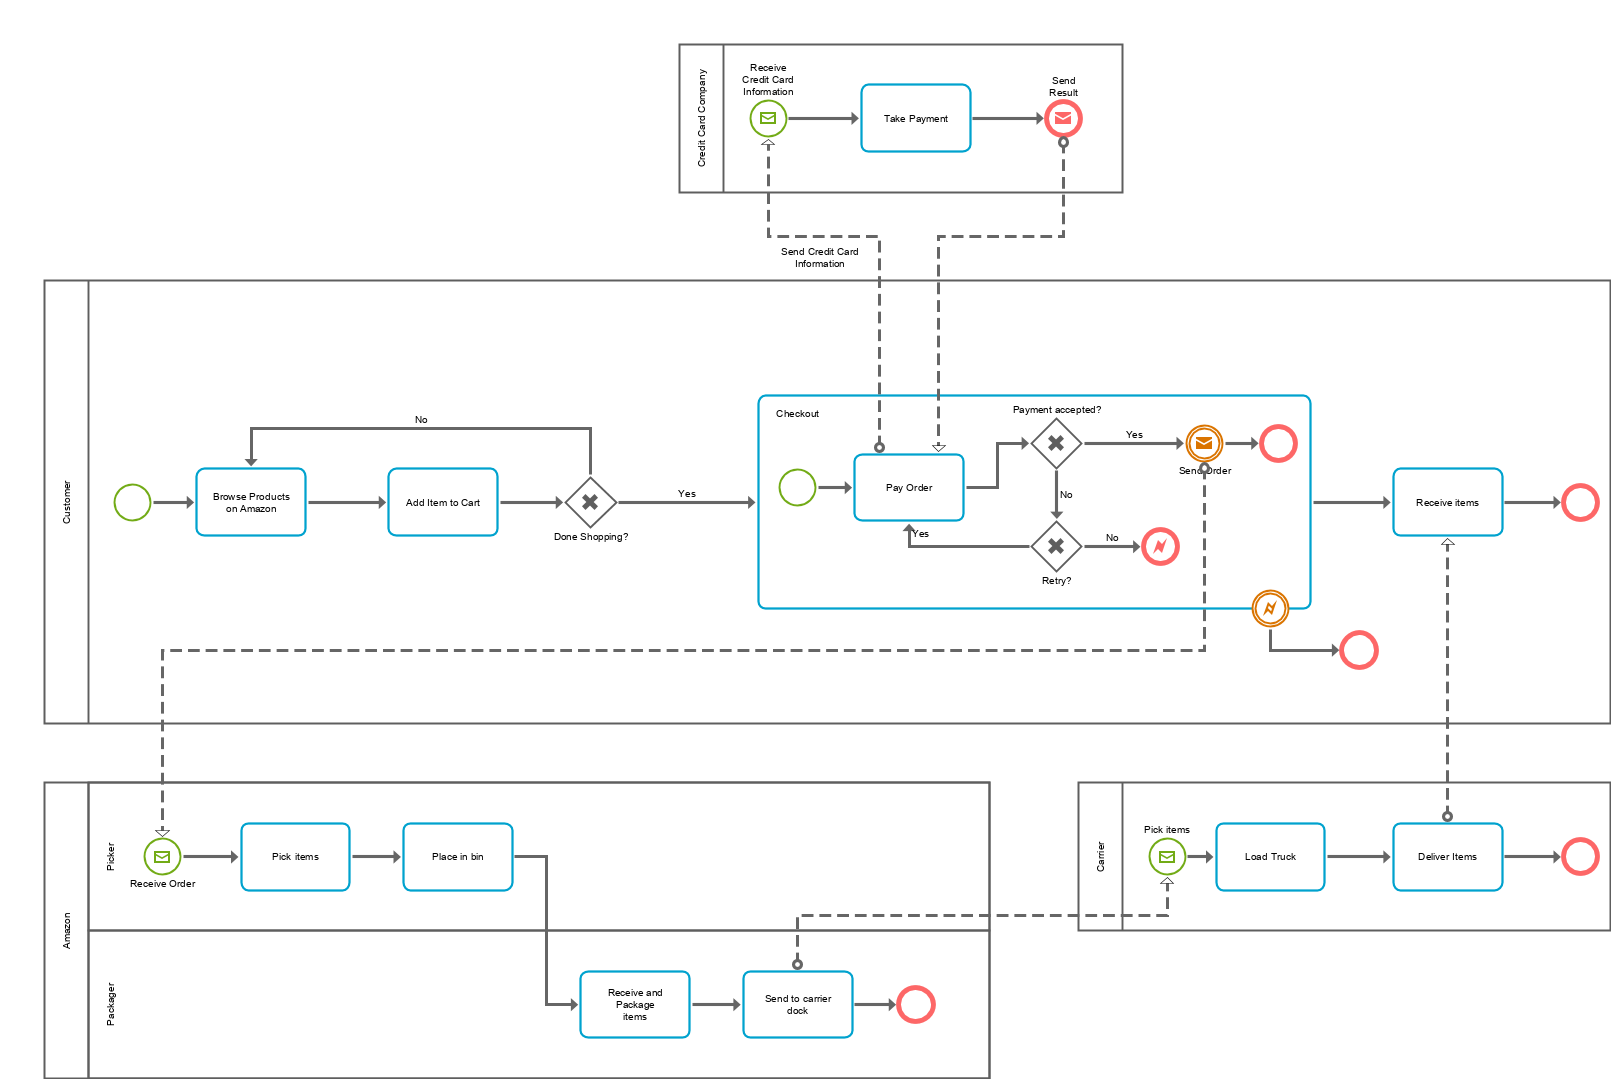 Credit Card Company
Receive
Credit Card
Information
Take Payment
Send
Result
Send Credit Card
Information
Customer
No
Browse Products
on Amazon
Add Item to Cart
Done Shopping?
Yes
Checkout
Pay Order
Payment accepted?
Yes
Send Order
No
Yes
Retry?
No
Receive items
Amazon
Picker
Receive Order
Pick items
Place in bin
Packager
Receive and
Package
items
Send to carrier
dock
Carrier
Pick items
Load Truck
Deliver Items